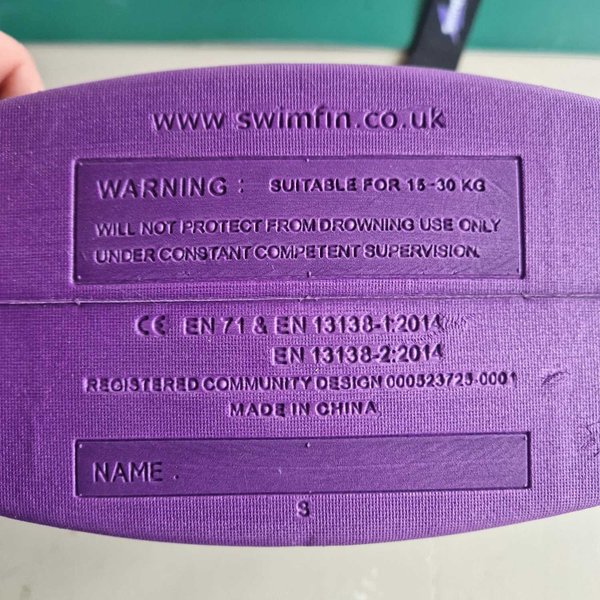 www swimfin.co.uk
WARNING : SUITABLE FOR 15-30 KG
WILL NOT PROTECT FROM DROWNING USE ONLY
UNDER CONSTANT COMPETENT SUPERVISION.
CE EN 71 & EN 13138-1:2014
EN 13138-2:2014
REGISTERED COMMUNITY DESIGN 000523725-0001
MADE IN CHINA
NAME .